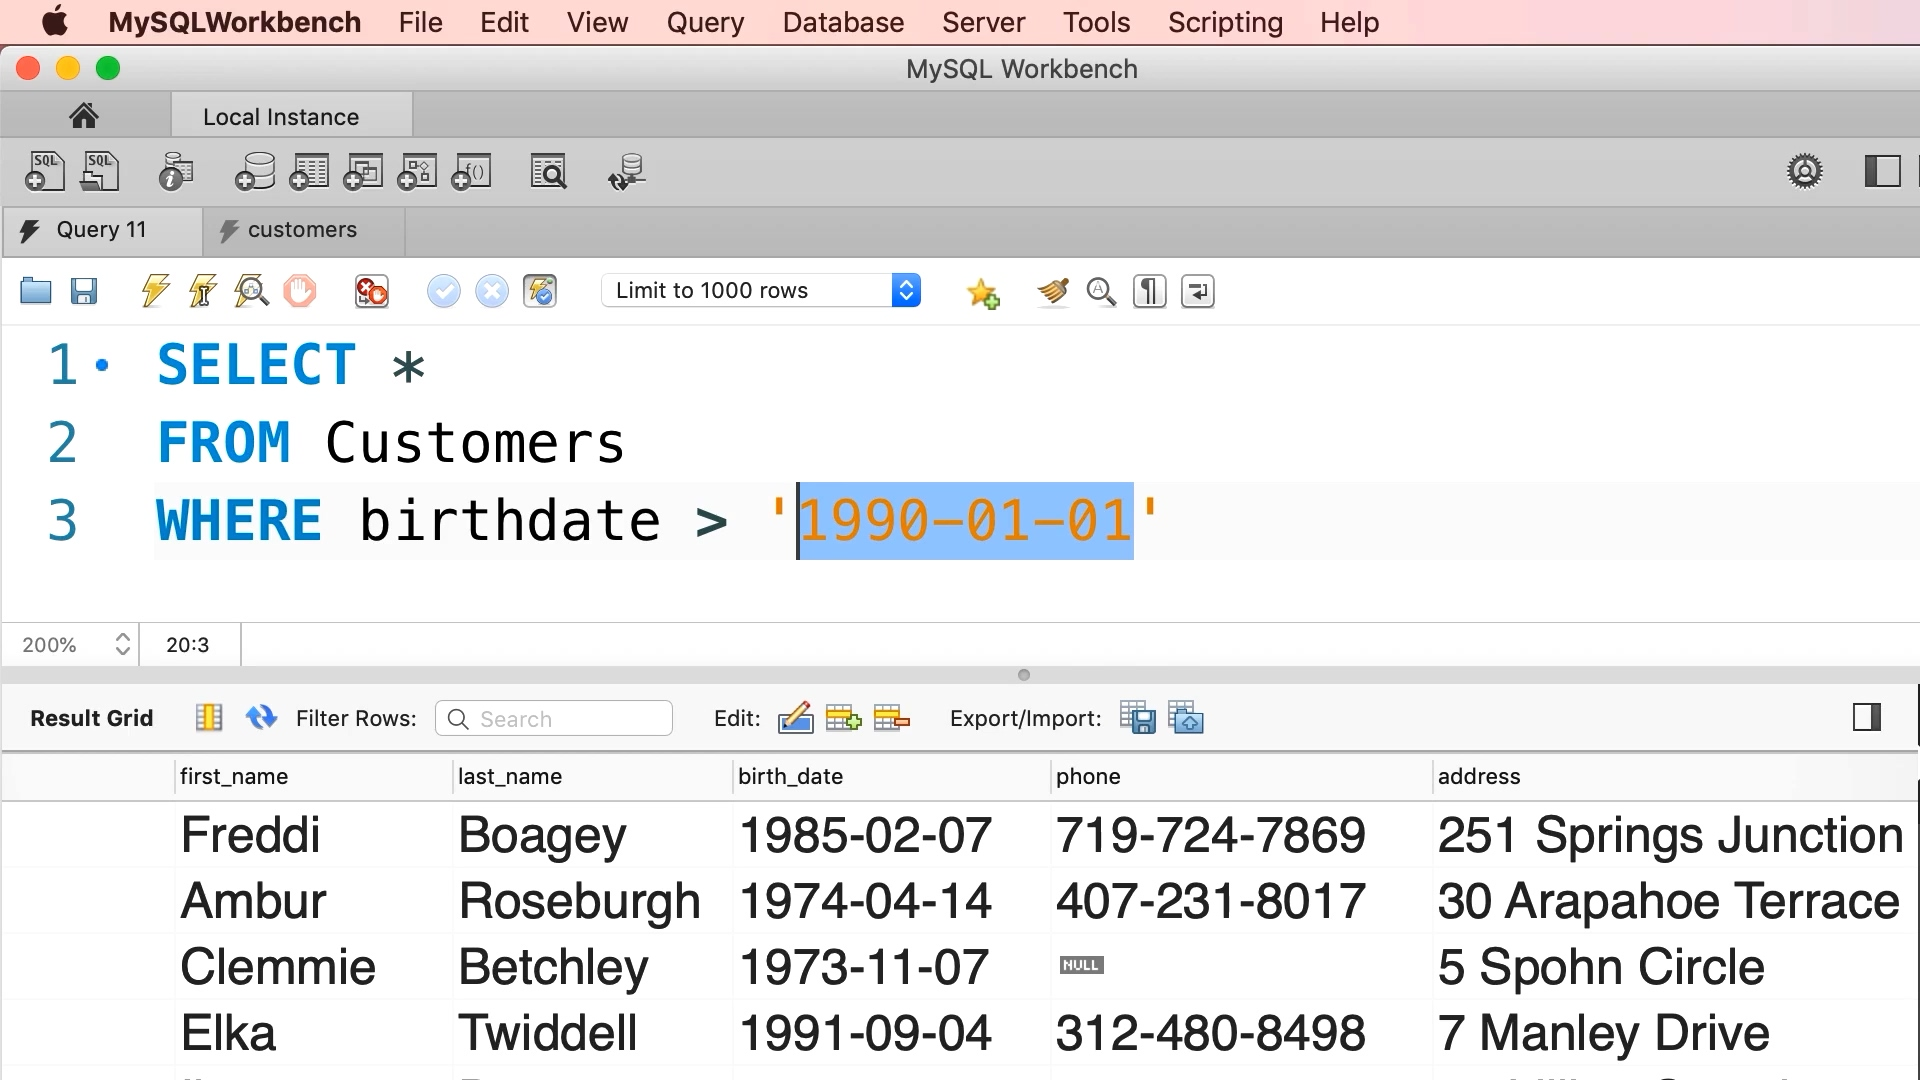 MySQLWorkbench File Edit View Query Database Server Tools Scripting Help
MySQL Workbench
Local Instance
SQL SQL
Query 11 customers
Limit to 1000 rows
1 SELECT *
2 FROM Customers
3 WHERE birthdate > '1990-01-01'
200% 20:3
Result Grid Filter Rows: Search Edit: Export/Import:
first_name last_name birth_date phone address
Freddi Boagey 1985-02-07 719-724-7869 251 Springs Junction
Ambur Roseburgh 1974-04-14 407-231-8017 30 Arapahoe Terrace
Clemmie Betchley 1973-11-07 NULL 5 Spohn Circle
Elka Twiddell 1991-09-04 312-480-8498 7 Manley Drive